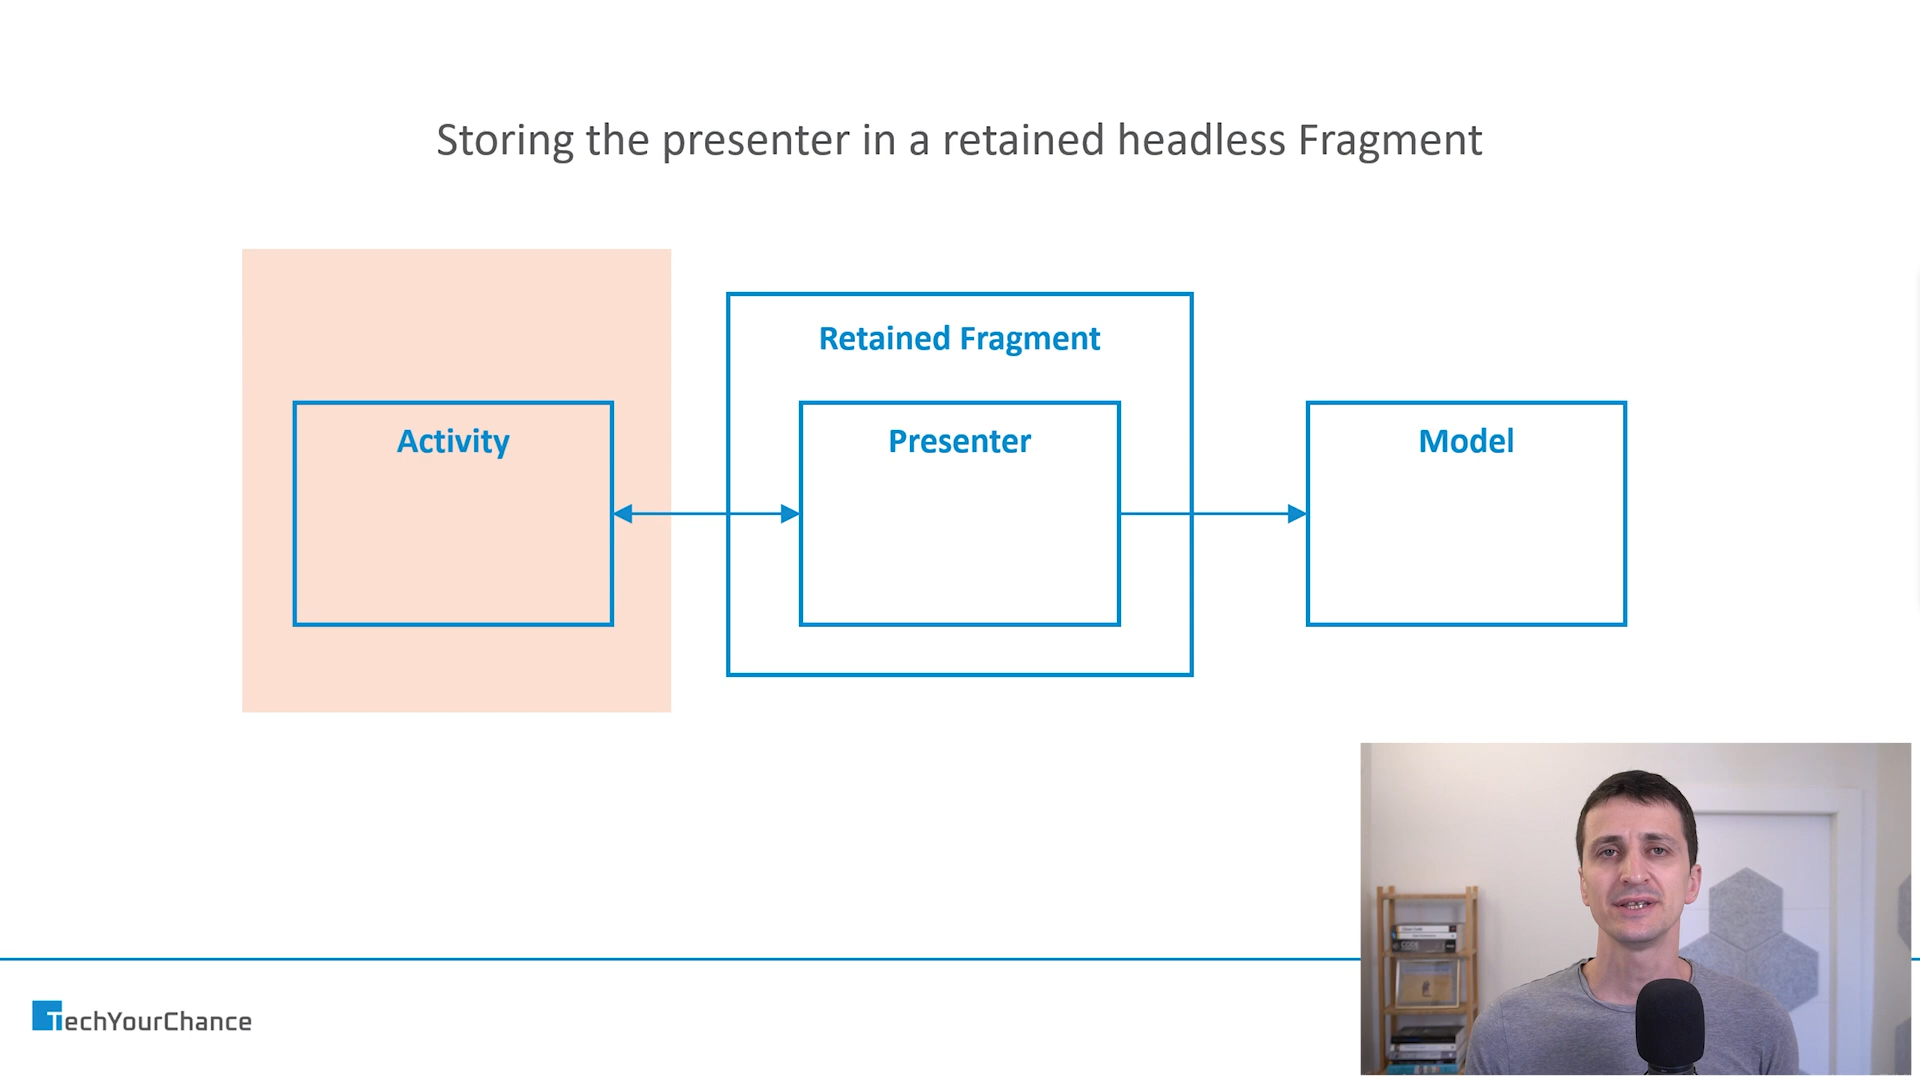 Storing the presenter in a retained headless Fragment
Retained Fragment
Activity
Presenter
Model
TechYourChance